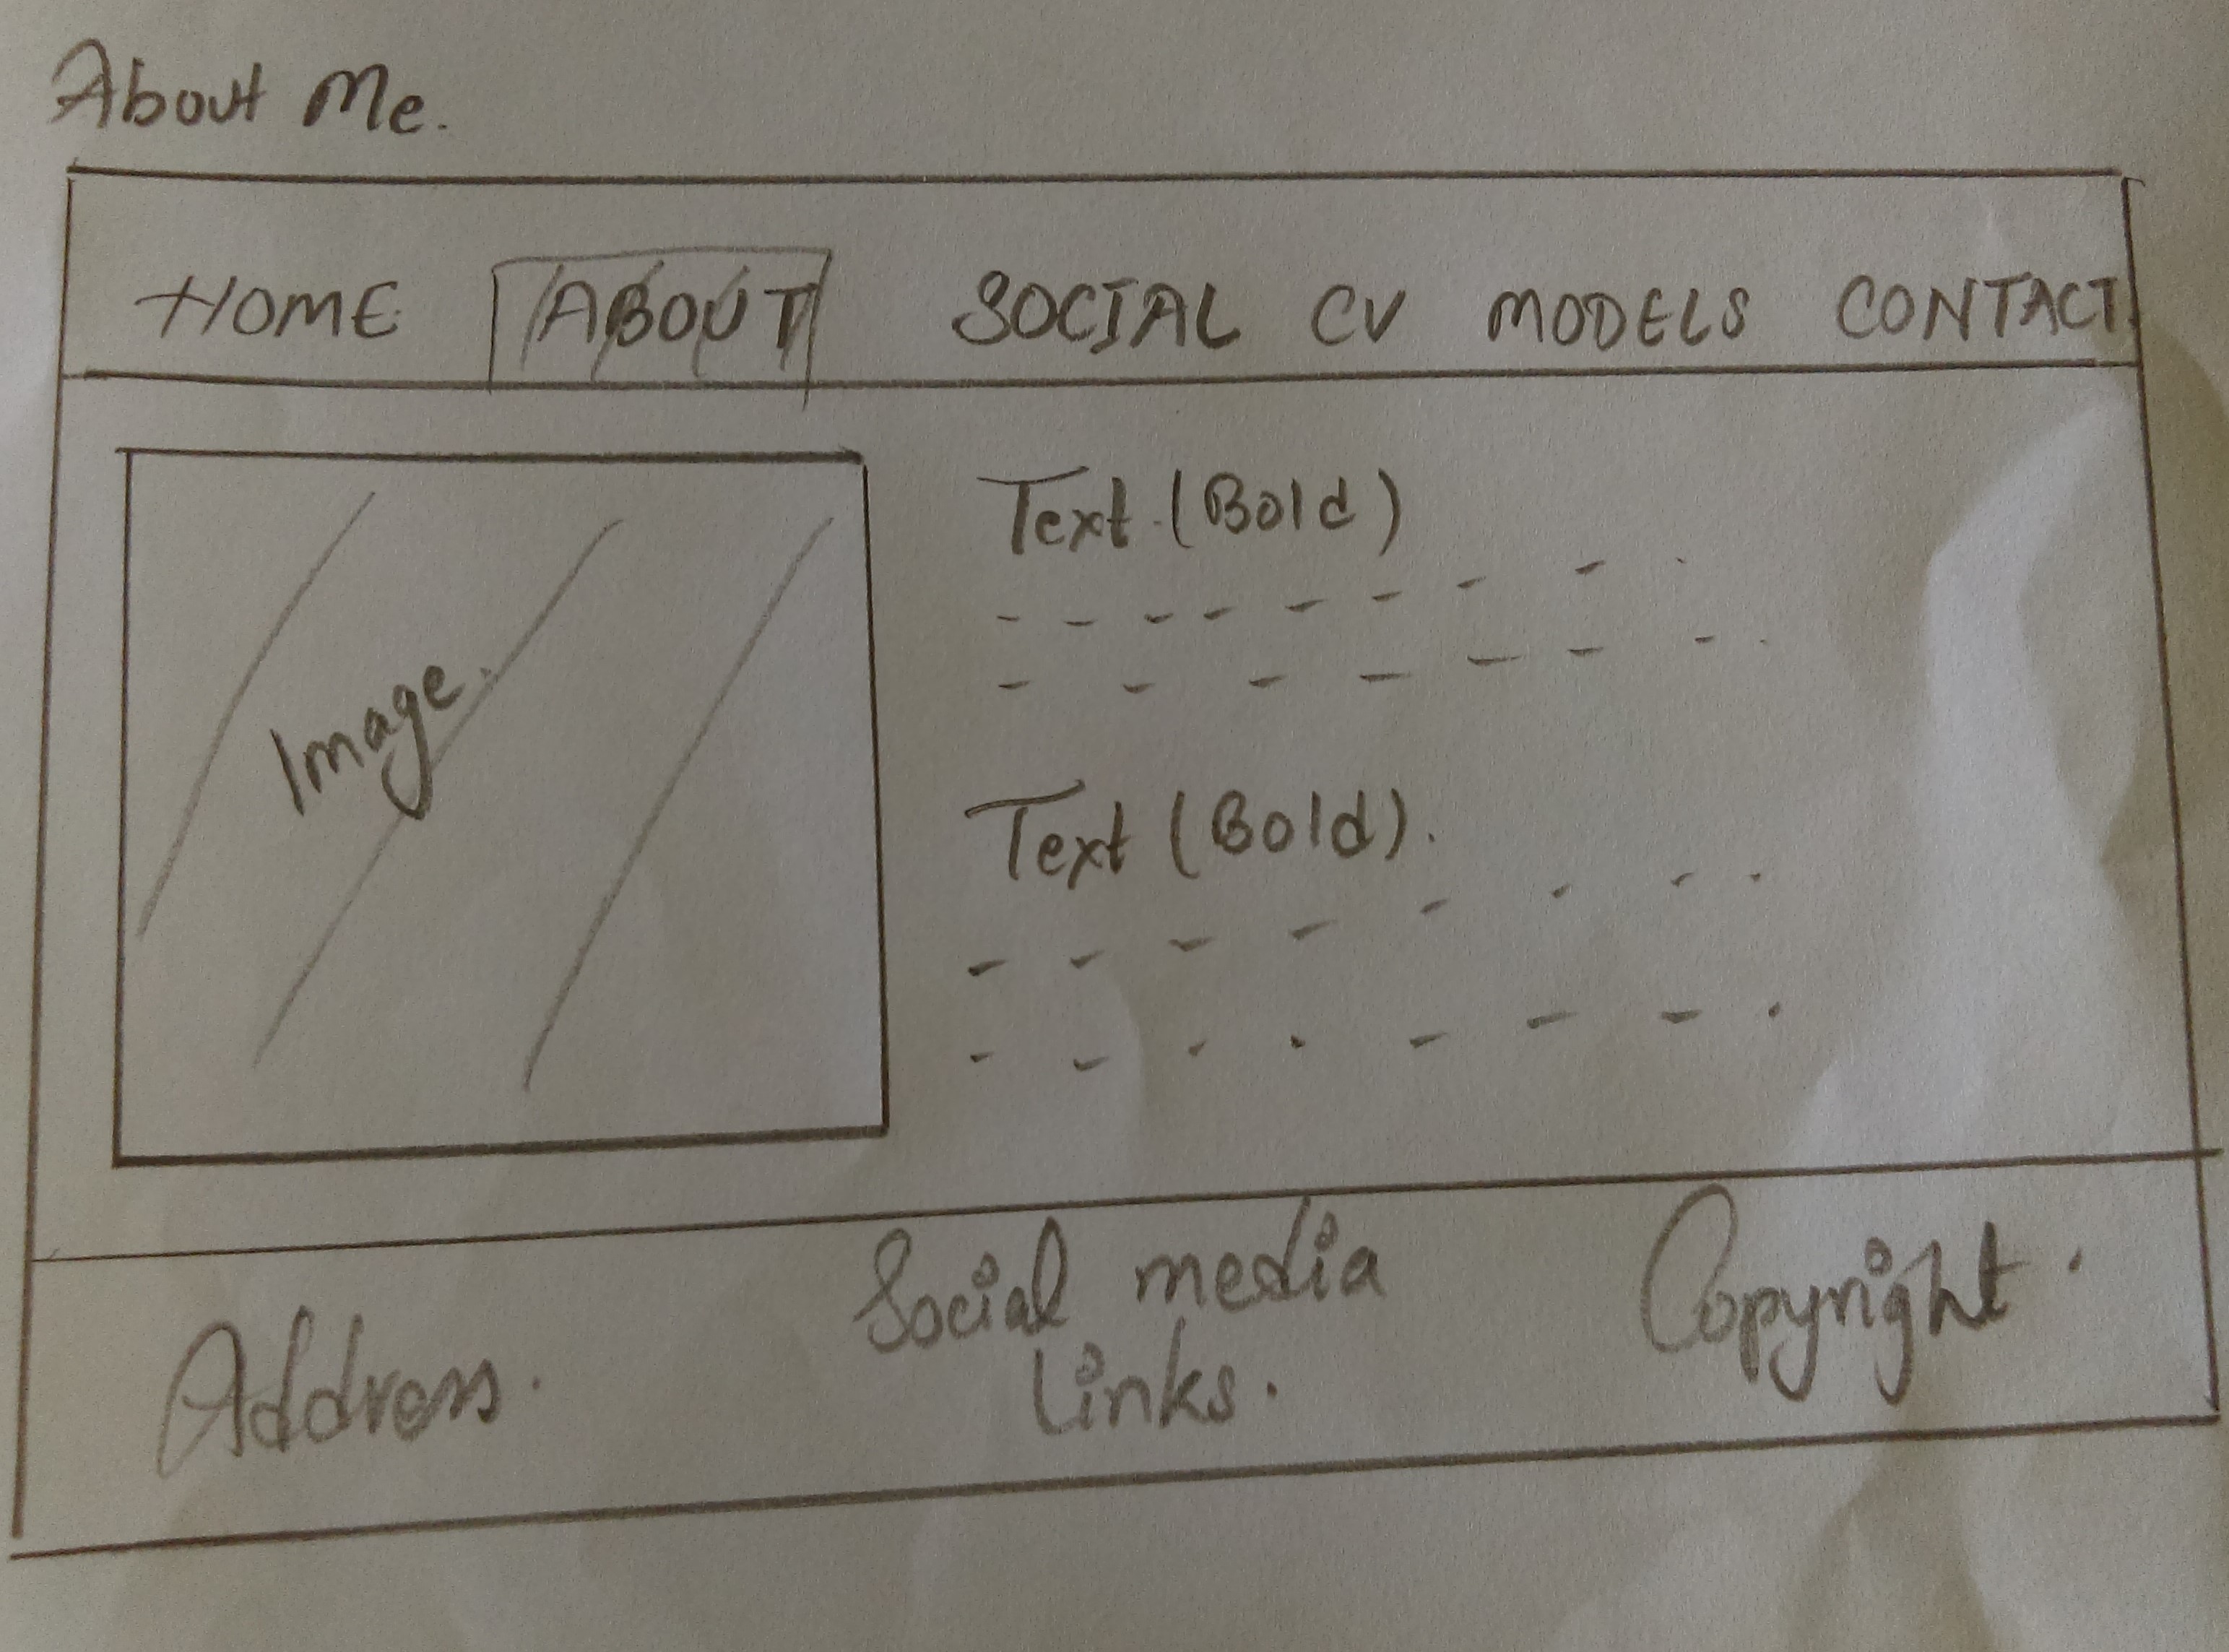 About Me.
HOME ABOUT SOCIAL CV MODELS CONTACT
Image.
Text (Bold)
Text (Bold).
Address.
Social media
links.
Copyright.